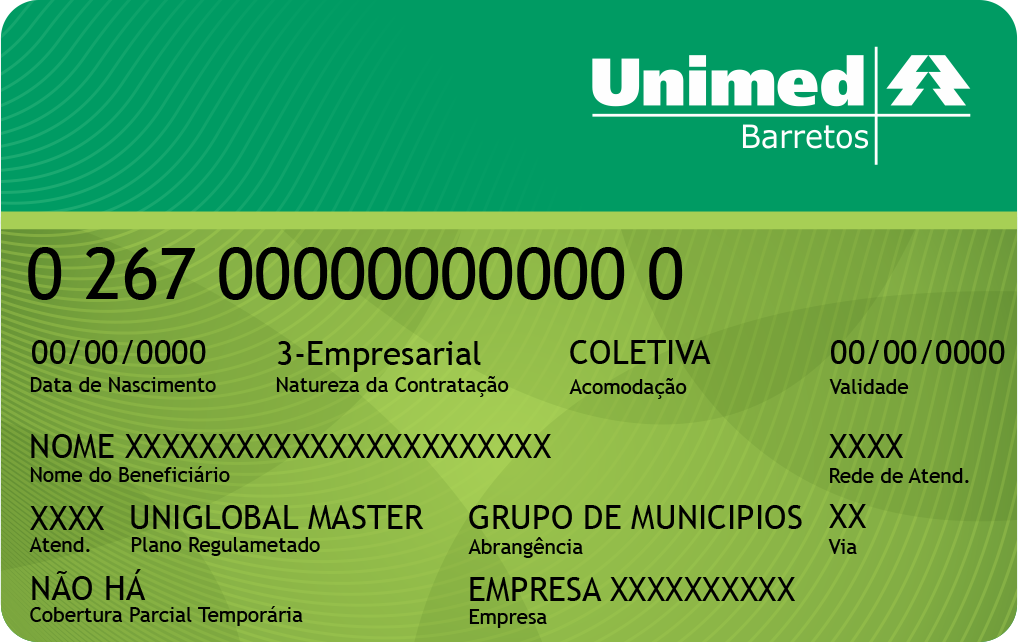 Unimed
Barretos
0 267 000000000000 0
00/00/0000 3-Empresarial COLETIVA 00/00/0000
Data de Nascimento Natureza da Contratação Acomodação Validade
NOME XXXXXXXXXXXXXXXXXXXXXXX XXXX
Nome do Beneficiário Rede de Atend.
XXXX UNIGLOBAL MASTER GRUPO DE MUNICIPIOS XX
Atend. Plano Regulametado Abrangência Via
NÃO HÁ EMPRESA XXXXXXXXXX
Cobertura Parcial Temporária Empresa